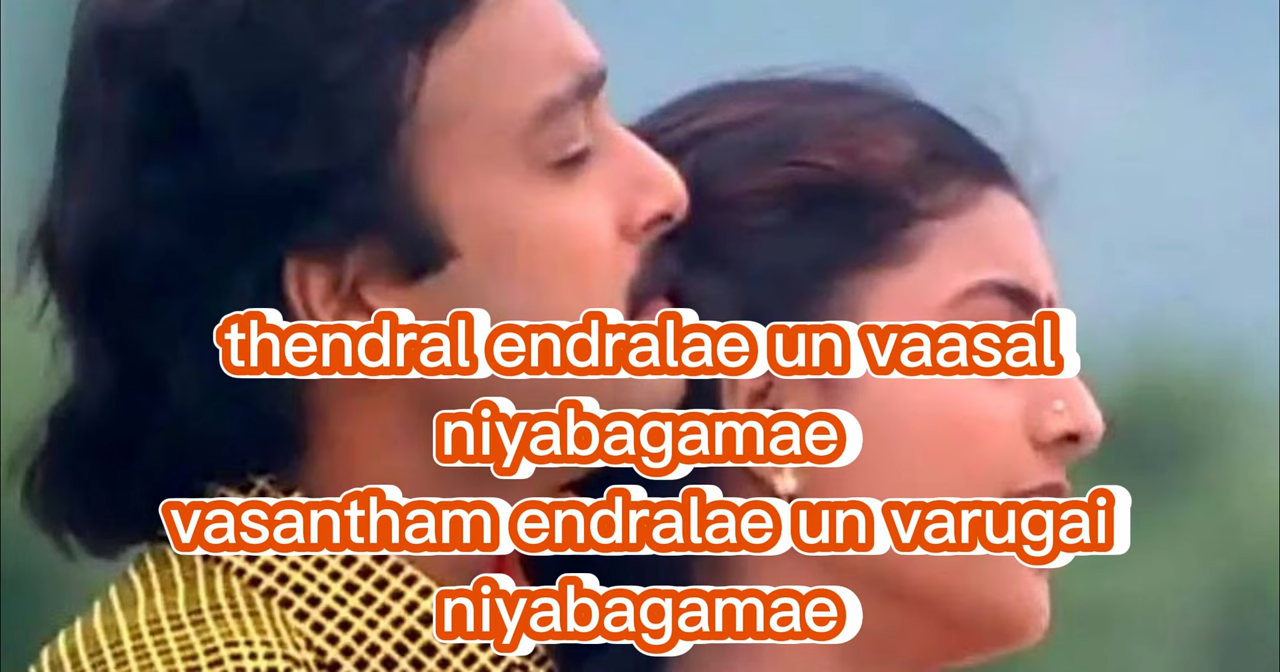 thendral endralae un vaasal
niyabagamae
vasantham endralae un varugai
niyabagamae